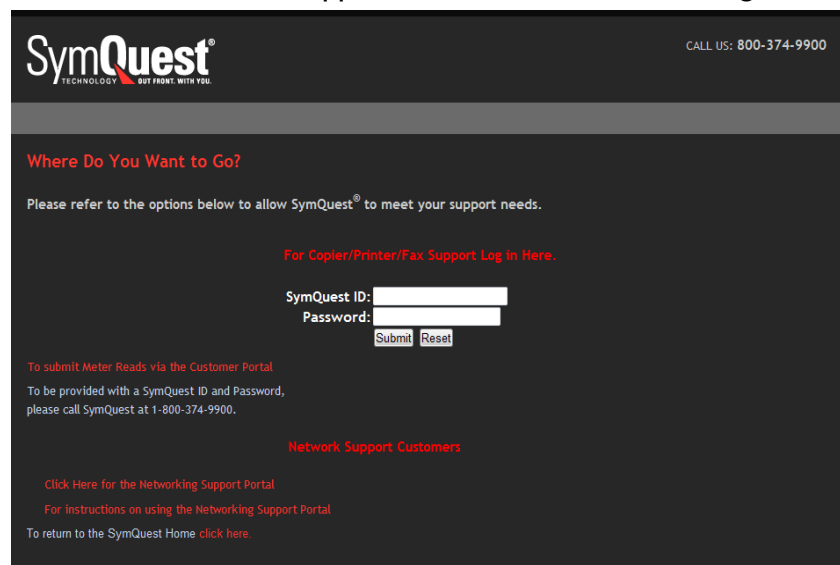 SymQuest®
TECHNOLOGY OUT FRONT. WITH YOU.
CALL US: 800-374-9900
Where Do You Want to Go?
Please refer to the options below to allow SymQuest® to meet your support needs.
For Copier/Printer/Fax Support Log in Here.
SymQuest ID:
Password:
Submit Reset
To submit Meter Reads via the Customer Portal
To be provided with a SymQuest ID and Password,
please call SymQuest at 1-800-374-9900.
Network Support Customers
Click Here for the Networking Support Portal
For instructions on using the Networking Support Portal
To return to the SymQuest Home click here.